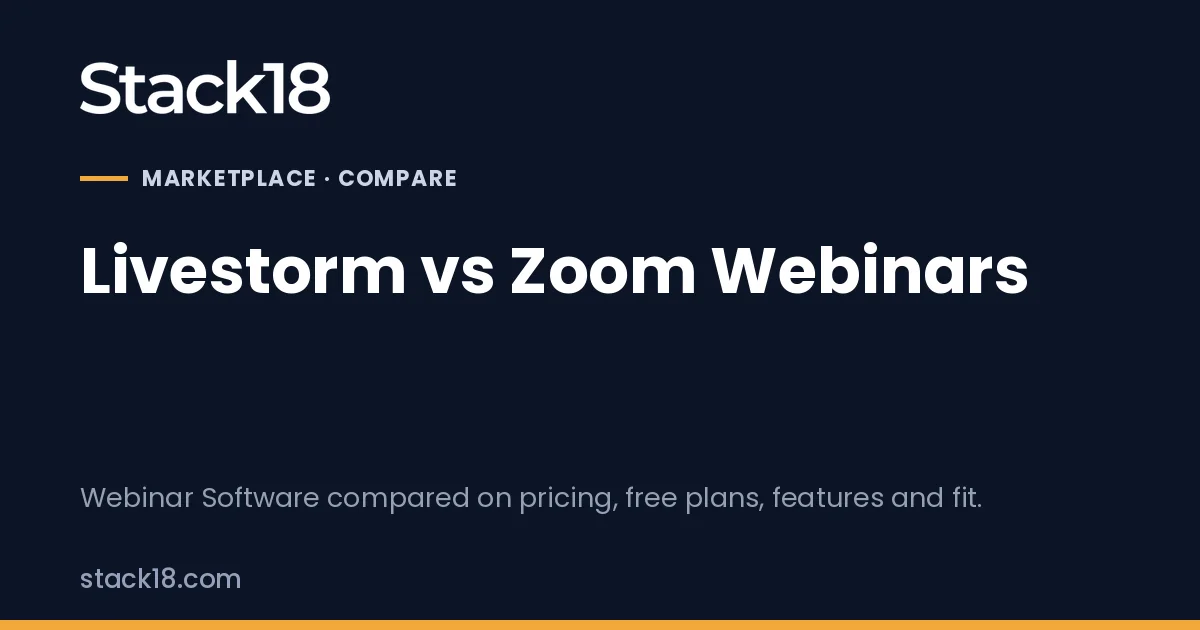 Stack18
MARKETPLACE · COMPARE
Livestorm vs Zoom Webinars
Webinar Software compared on pricing, free plans, features and fit.
stack18.com